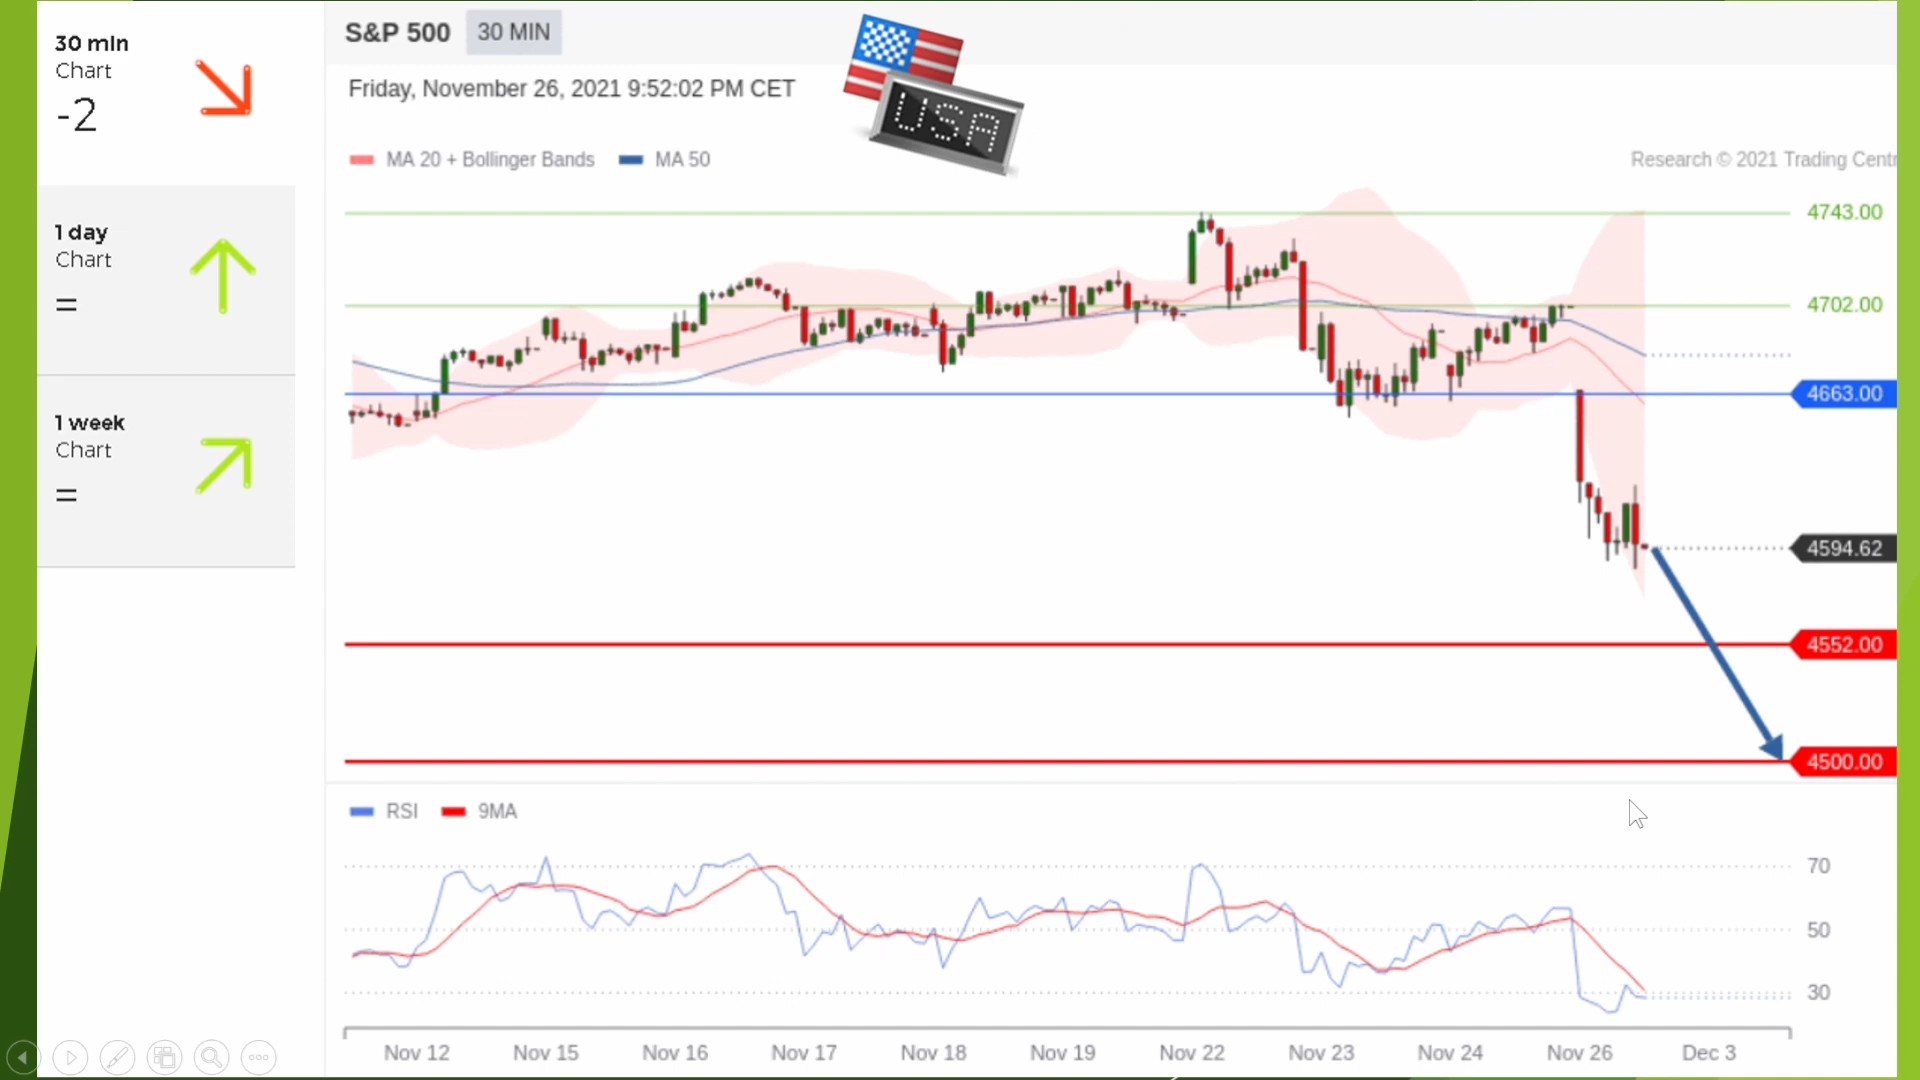 30 min
Chart
-2
1 day
Chart
=
1 week
Chart
=
S&P 500 30 MIN
Friday, November 26, 2021 9:52:02 PM CET
USA
MA 20 + Bollinger Bands MA 50
Research © 2021 Trading Centr
4743.00
4702.00
4663.00
4594.62
4552.00
4500.00
RSI 9MA
70
50
30
Nov 12 Nov 15 Nov 16 Nov 17 Nov 18 Nov 19 Nov 22 Nov 23 Nov 24 Nov 26 Dec 3